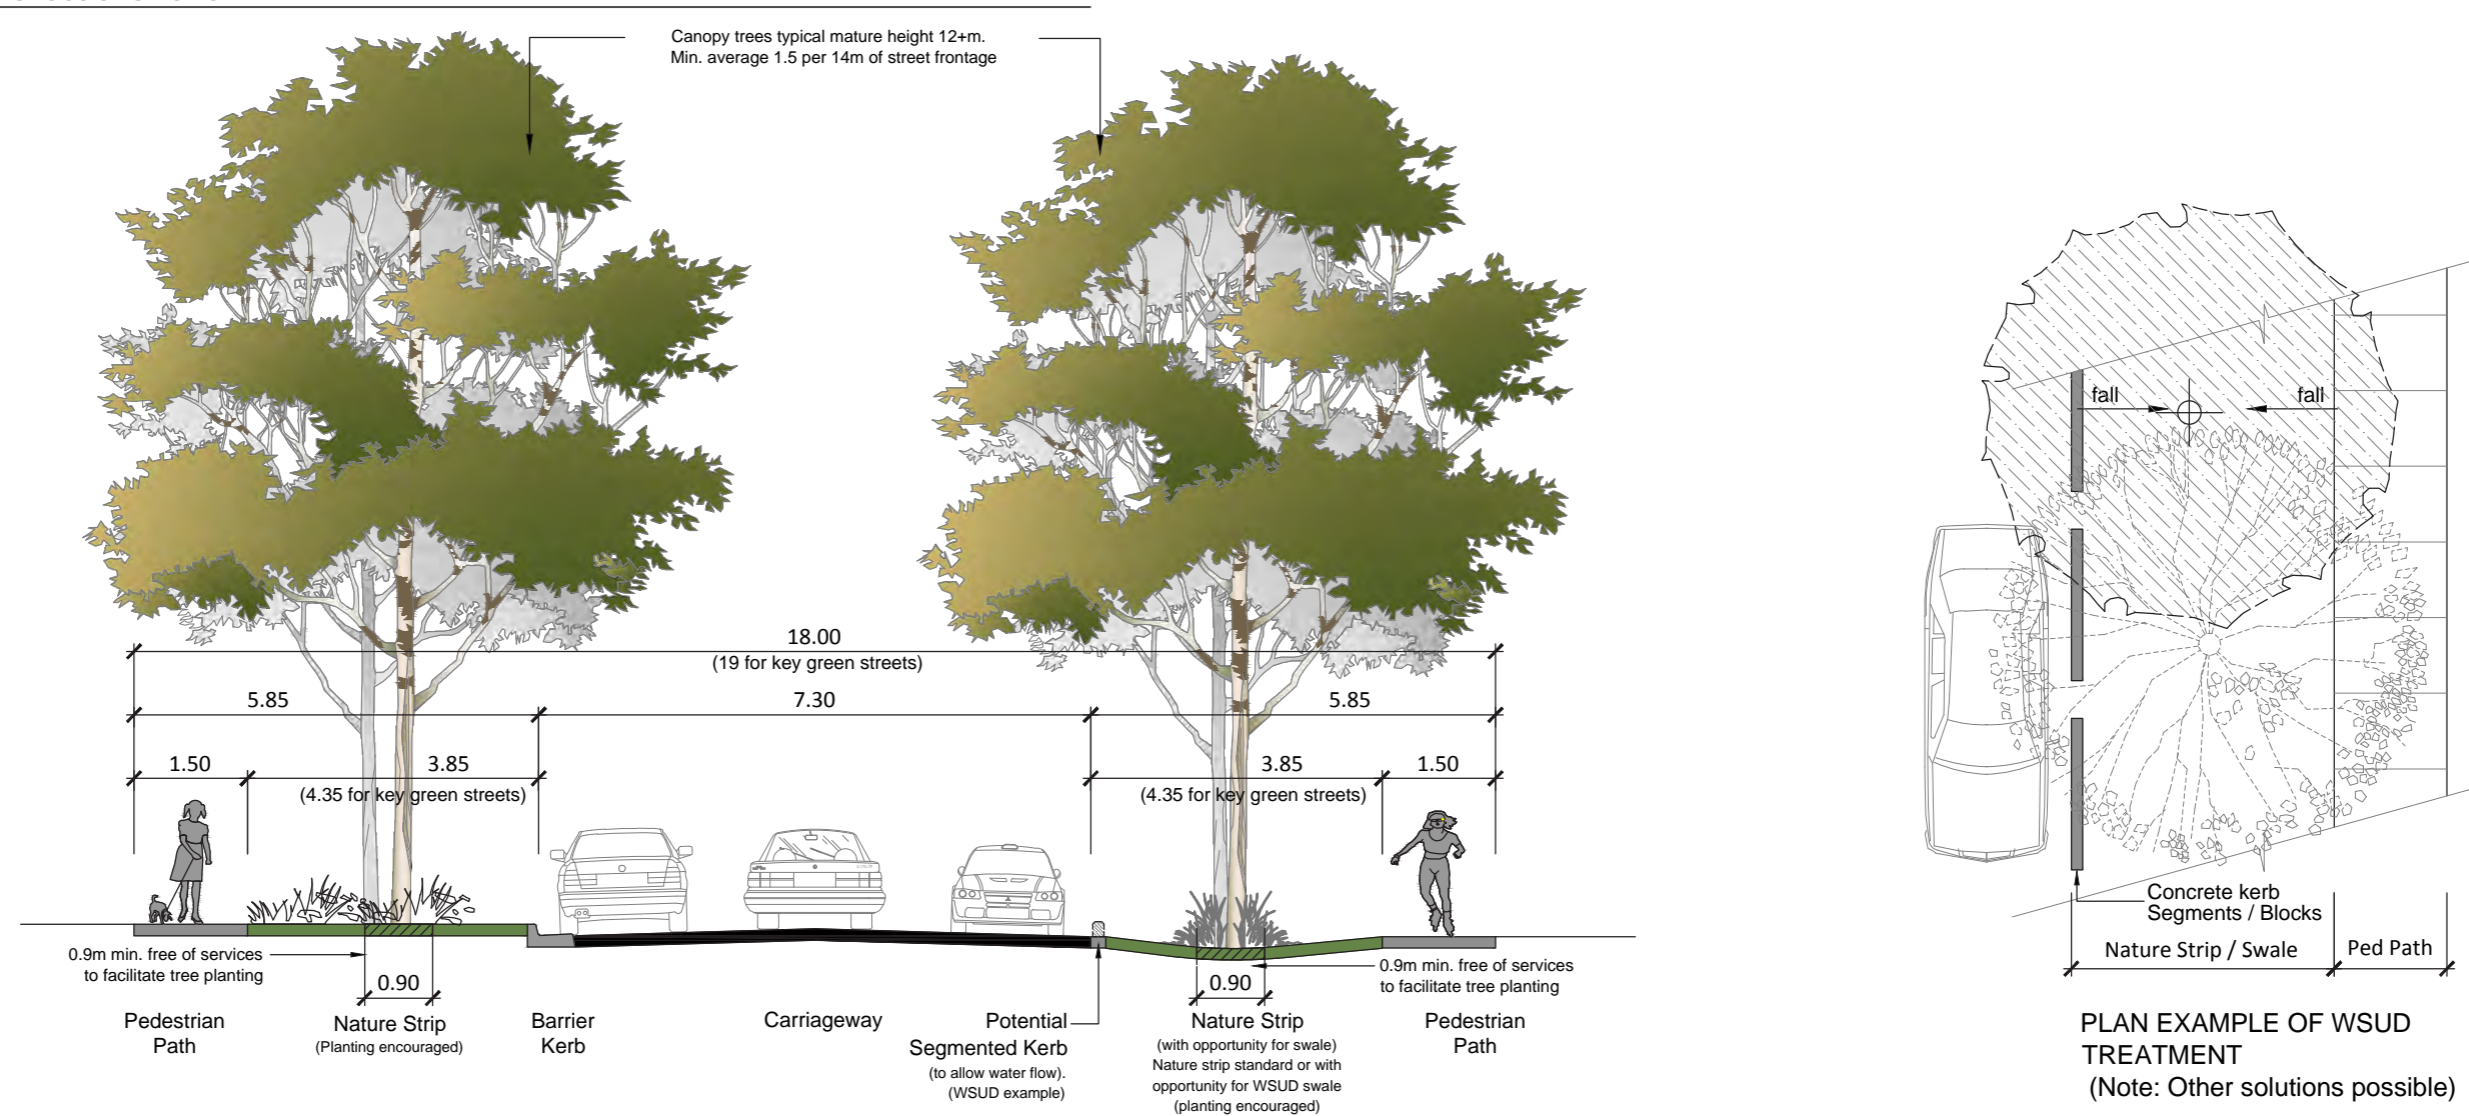 Canopy trees typical mature height 12+m.
Min. average 1.5 per 14m of street frontage
18.00
(19 for key green streets)
5.85
7.30
5.85
1.50
3.85
3.85
1.50
(4.35 for key green streets)
(4.35 for key green streets)
0.9m min. free of services
to facilitate tree planting
0.90
0.9m min. free of services
to facilitate tree planting
0.90
Pedestrian
Path
Nature Strip
(Planting encouraged)
Barrier
Kerb
Carriageway
Potential
Segmented Kerb
(to allow water flow).
(WSUD example)
Nature Strip
(with opportunity for swale)
Nature strip standard or with
opportunity for WSUD swale
(planting encouraged)
Pedestrian
Path
fall
fall
Concrete kerb
Segments / Blocks
Nature Strip / Swale
Ped Path
PLAN EXAMPLE OF WSUD
TREATMENT
(Note: Other solutions possible)